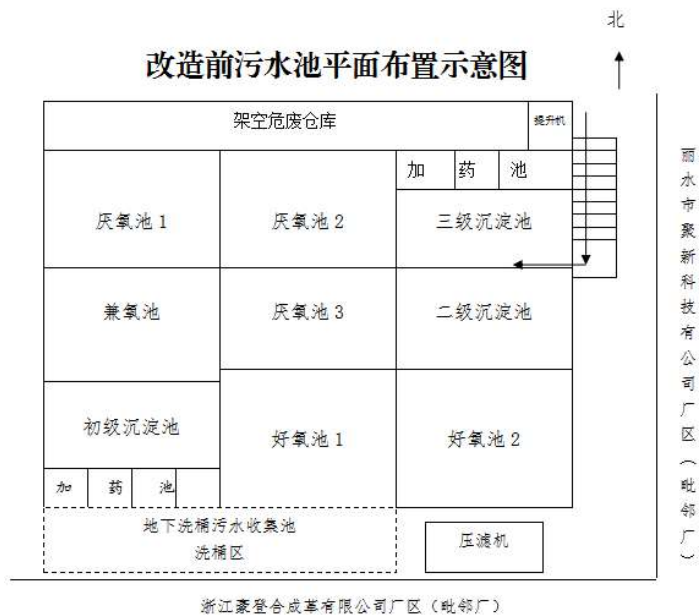 北
改造前污水池平面布置示意图
架空危废仓库
提升机
加 药 池
厌氧池 1
厌氧池 2
三级沉淀池
兼氧池
厌氧池 3
二级沉淀池
初级沉淀池
好氧池 1
好氧池 2
加 药 池
地下洗桶污水收集池
洗桶区
压滤机
丽水市聚新科技有公司厂区（毗邻厂）
浙江豪登合成革有限公司厂区（毗邻厂）